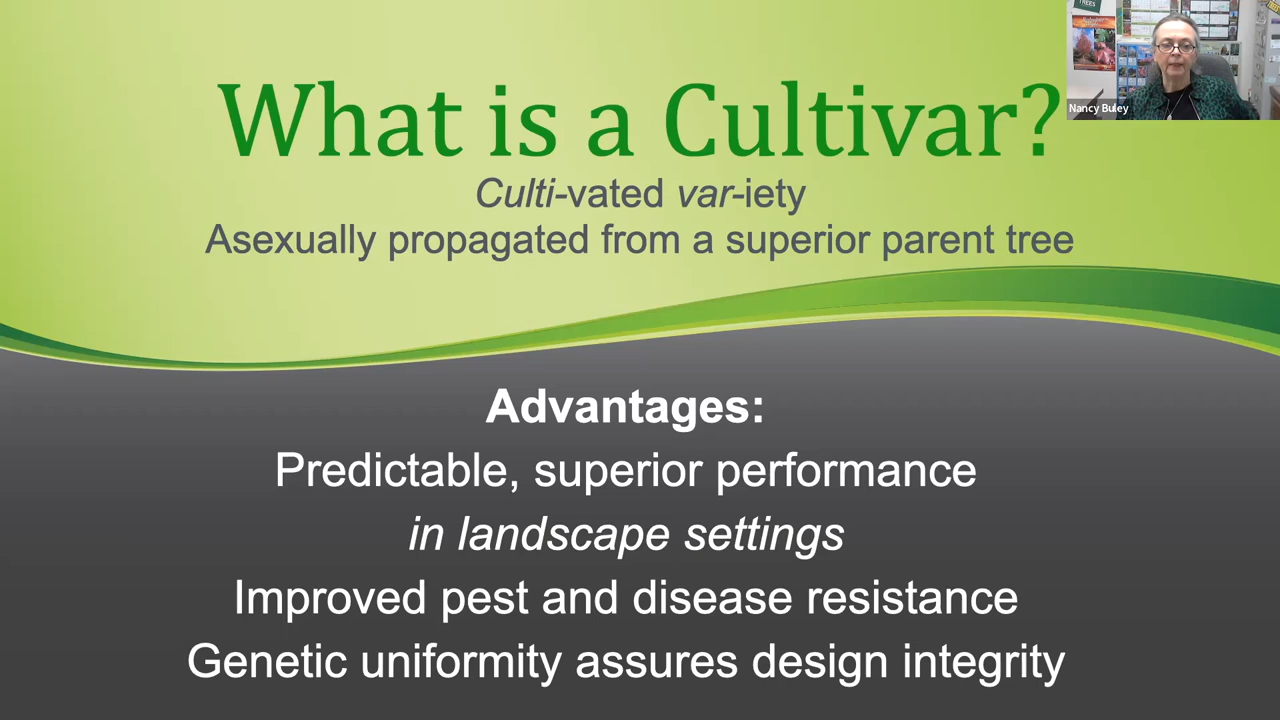 What is a Cultivar?
Culti-vated var-iety
Asexually propagated from a superior parent tree
Advantages:
Predictable, superior performance
in landscape settings
Improved pest and disease resistance
Genetic uniformity assures design integrity
TREES
Nancy Buley